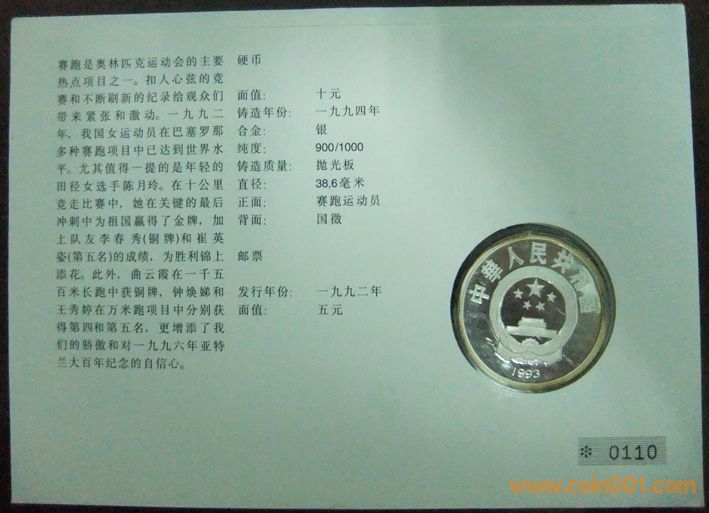 赛跑是奥林匹克运动会的主要
热点项目之一。扣人心弦的竞
赛和不断刷新的纪录给观众们
带来紧张和激动。一九九二
年，我国女运动员在巴塞罗那
多种赛跑项目中已达到世界水
平。尤其值得一提的是年轻的
田径女选手陈月玲。在十公里
竞走比赛中，她在关键的最后
冲刺中为祖国赢得了金牌，加
上队友李春秀(铜牌)和崔英
姿(第五名)的成绩，为胜利锦上
添花。此外，曲云霞在一千五
百米长跑中获铜牌，钟焕娣和
王秀婷在万米跑项目中分别获
得第四和第五名，更增添了我
们的骄傲和对一九九六年亚特
兰大百年纪念的自信心。
硬币
面值： 十元
铸造年份： 一九九四年
合金： 银
纯度： 900/1000
铸造质量： 抛光板
直径： 38,6毫米
正面： 赛跑运动员
背面： 国徽
邮票
发行年份： 一九九二年
面值： 五元
中華人民共和國
1993
* 0110
www.coin001.com